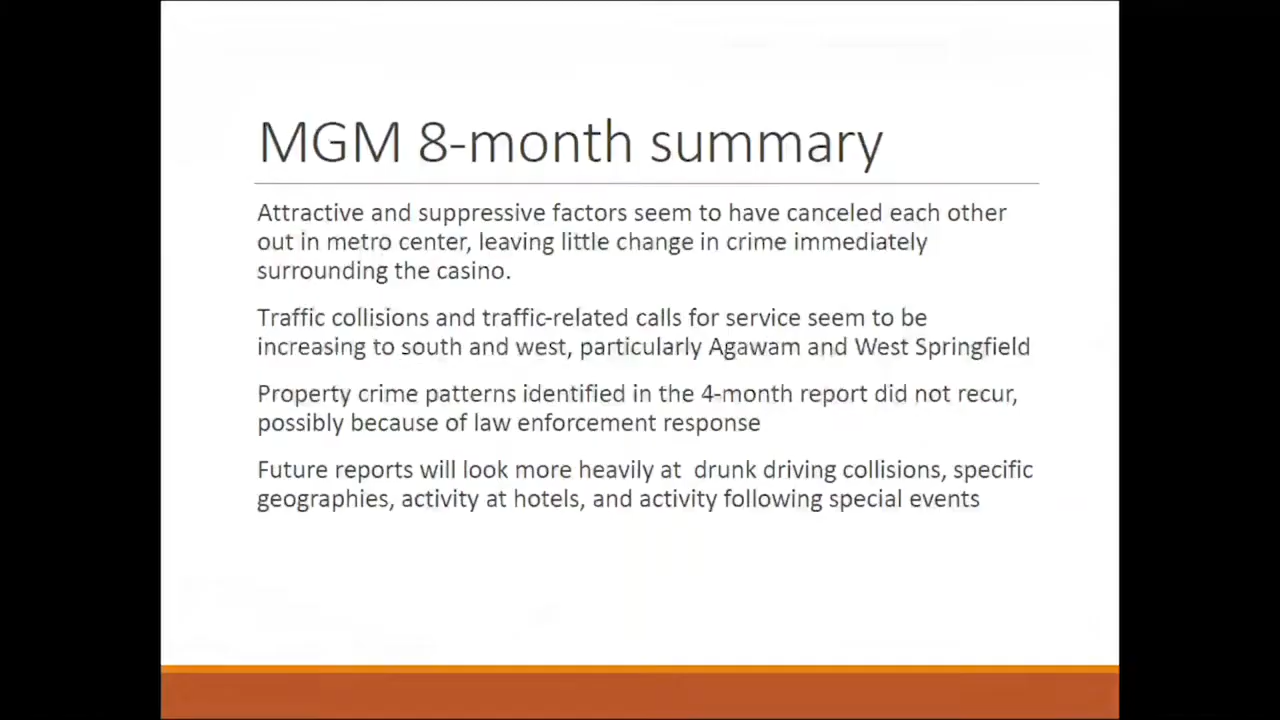 MGM 8-month summary
Attractive and suppressive factors seem to have canceled each other
out in metro center, leaving little change in crime immediately
surrounding the casino.
Traffic collisions and traffic-related calls for service seem to be
increasing to south and west, particularly Agawam and West Springfield
Property crime patterns identified in the 4-month report did not recur,
possibly because of law enforcement response
Future reports will look more heavily at drunk driving collisions, specific
geographies, activity at hotels, and activity following special events